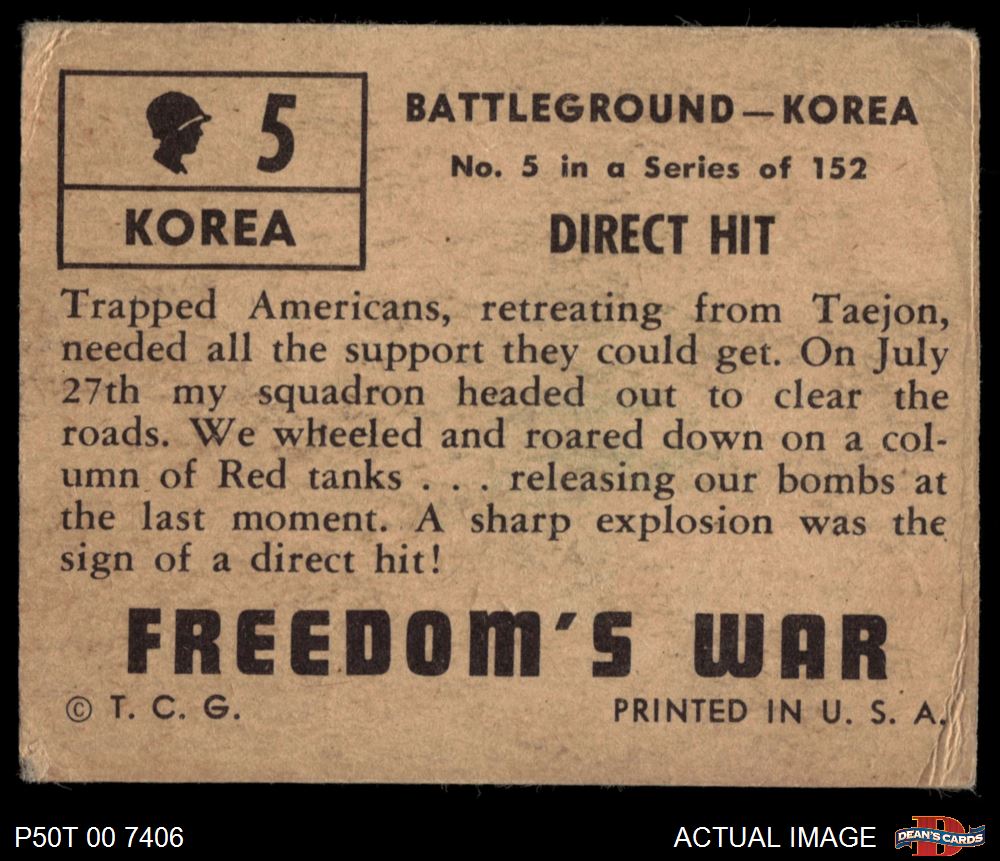 5
KOREA
BATTLEGROUND—KOREA
No. 5 in a Series of 152
DIRECT HIT
Trapped Americans, retreating from Taejon,
needed all the support they could get. On July
27th my squadron headed out to clear the
roads. We wheeled and roared down on a col-
umn of Red tanks . . . releasing our bombs at
the last moment. A sharp explosion was the
sign of a direct hit!
FREEDOM'S WAR
© T. C. G.
PRINTED IN U. S. A.
P50T 00 7406
ACTUAL IMAGE
D
DEAN'S CARDS